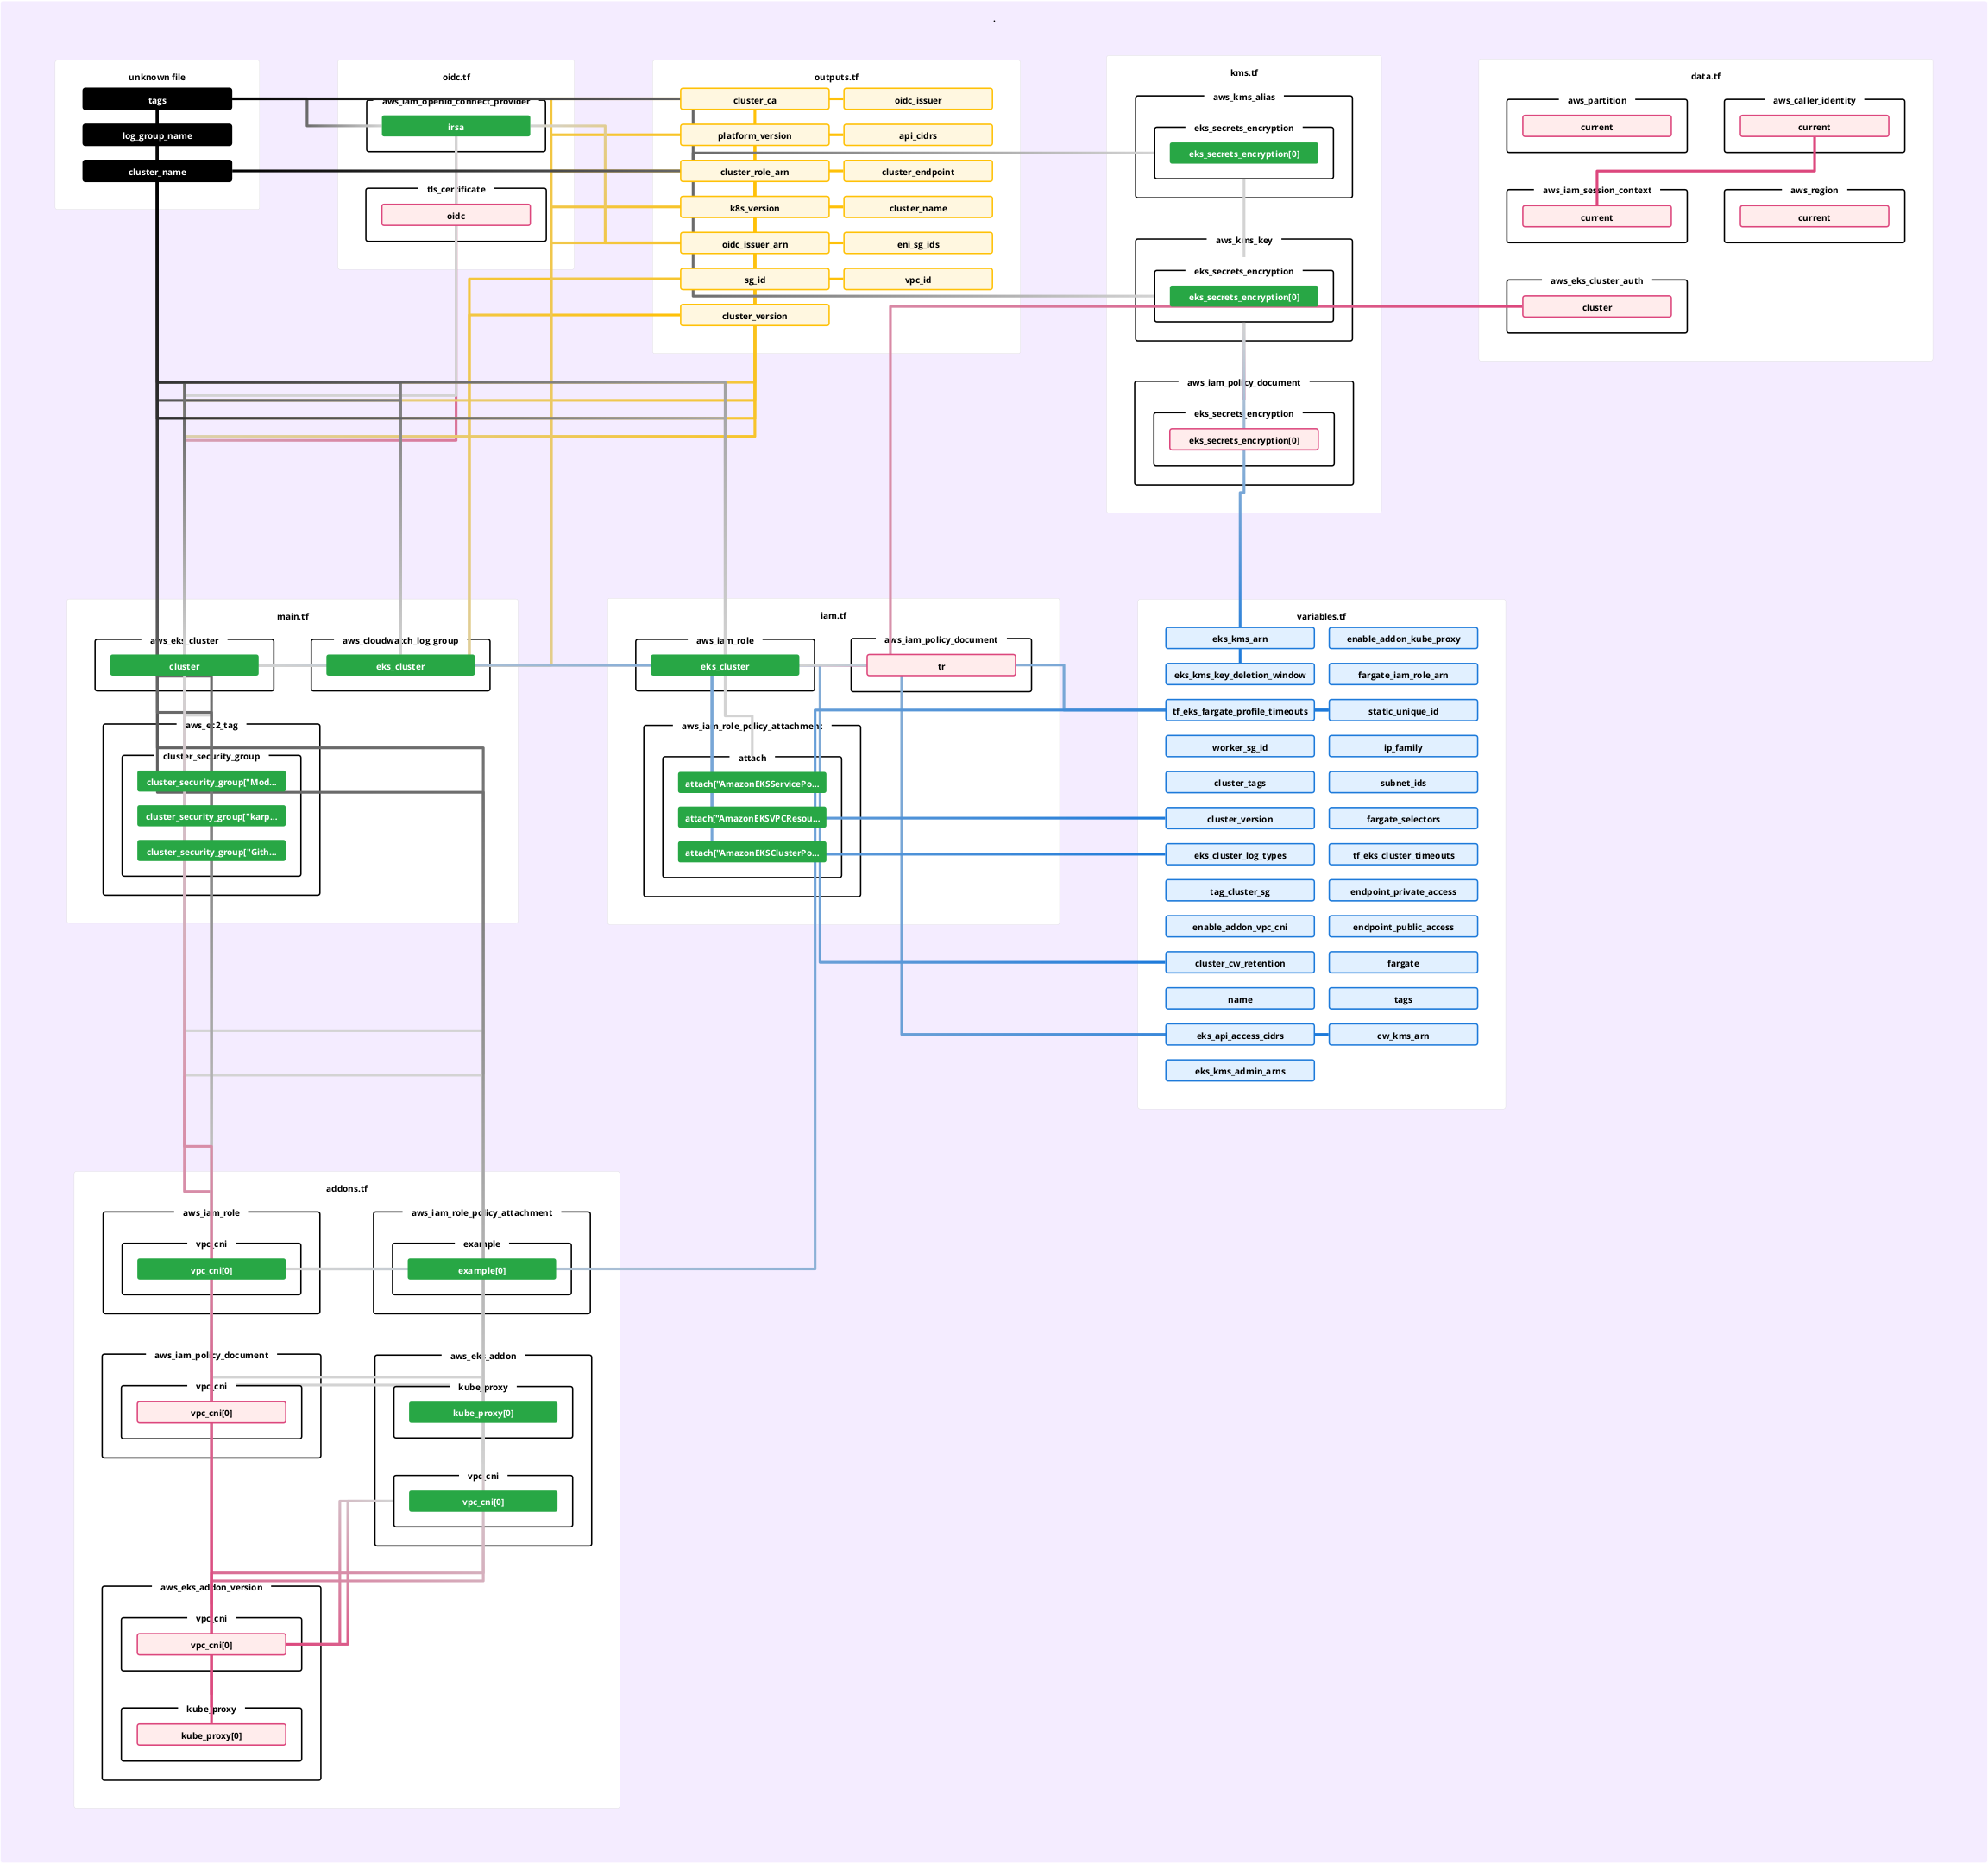 .
unknown file
tags
log_group_name
cluster_name
oidc.tf
aws_iam_openid_connect_provider
irsa
tls_certificate
oidc
outputs.tf
cluster_ca
oidc_issuer
platform_version
api_cidrs
cluster_role_arn
cluster_endpoint
k8s_version
cluster_name
oidc_issuer_arn
eni_sg_ids
sg_id
vpc_id
cluster_version
kms.tf
aws_kms_alias
eks_secrets_encryption
eks_secrets_encryption[0]
aws_kms_key
eks_secrets_encryption
eks_secrets_encryption[0]
aws_iam_policy_document
eks_secrets_encryption
eks_secrets_encryption[0]
data.tf
aws_partition
current
aws_caller_identity
current
aws_iam_session_context
current
aws_region
current
aws_eks_cluster_auth
cluster
main.tf
aws_eks_cluster
cluster
aws_cloudwatch_log_group
eks_cluster
aws_ec2_tag
cluster_security_group
cluster_security_group["Mod...
cluster_security_group["karp...
cluster_security_group["Gith...
iam.tf
aws_iam_role
eks_cluster
aws_iam_policy_document
tr
aws_iam_role_policy_attachment
attach
attach["AmazonEKSServicePo...
attach["AmazonEKSVPCResou...
attach["AmazonEKSClusterPo...
variables.tf
eks_kms_arn
enable_addon_kube_proxy
eks_kms_key_deletion_window
fargate_iam_role_arn
tf_eks_fargate_profile_timeouts
static_unique_id
worker_sg_id
ip_family
cluster_tags
subnet_ids
cluster_version
fargate_selectors
eks_cluster_log_types
tf_eks_cluster_timeouts
tag_cluster_sg
endpoint_private_access
enable_addon_vpc_cni
endpoint_public_access
cluster_cw_retention
fargate
name
tags
eks_api_access_cidrs
cw_kms_arn
eks_kms_admin_arns
addons.tf
aws_iam_role
vpc_cni
vpc_cni[0]
aws_iam_role_policy_attachment
example
example[0]
aws_iam_policy_document
vpc_cni
vpc_cni[0]
aws_eks_addon
kube_proxy
kube_proxy[0]
vpc_cni
vpc_cni[0]
aws_eks_addon_version
vpc_cni
vpc_cni[0]
kube_proxy
kube_proxy[0]